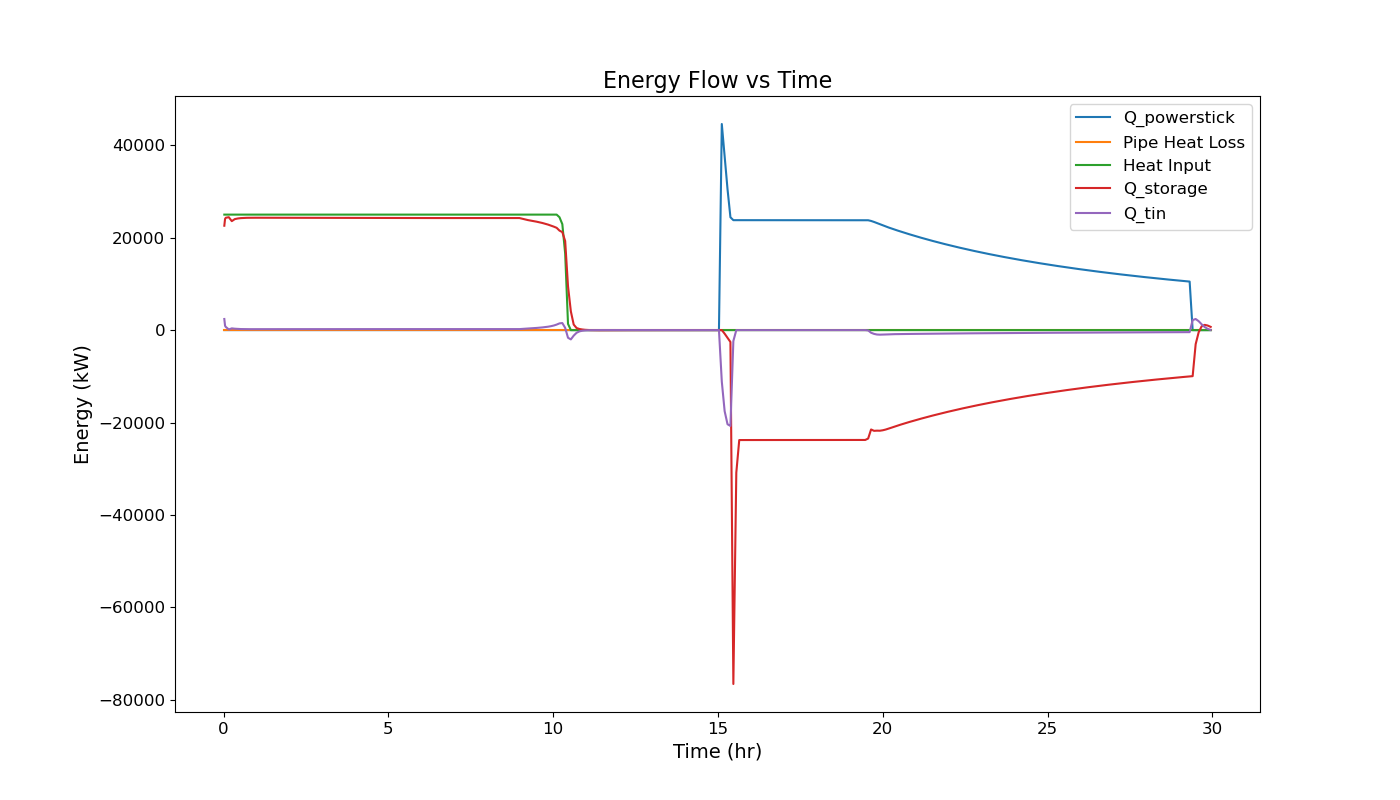 Energy Flow vs Time
Q_powerstick
Pipe Heat Loss
Heat Input
Q_storage
Q_tin
40000
20000
0
−20000
−40000
−60000
−80000
Energy (kW)
0 5 10 15 20 25 30
Time (hr)